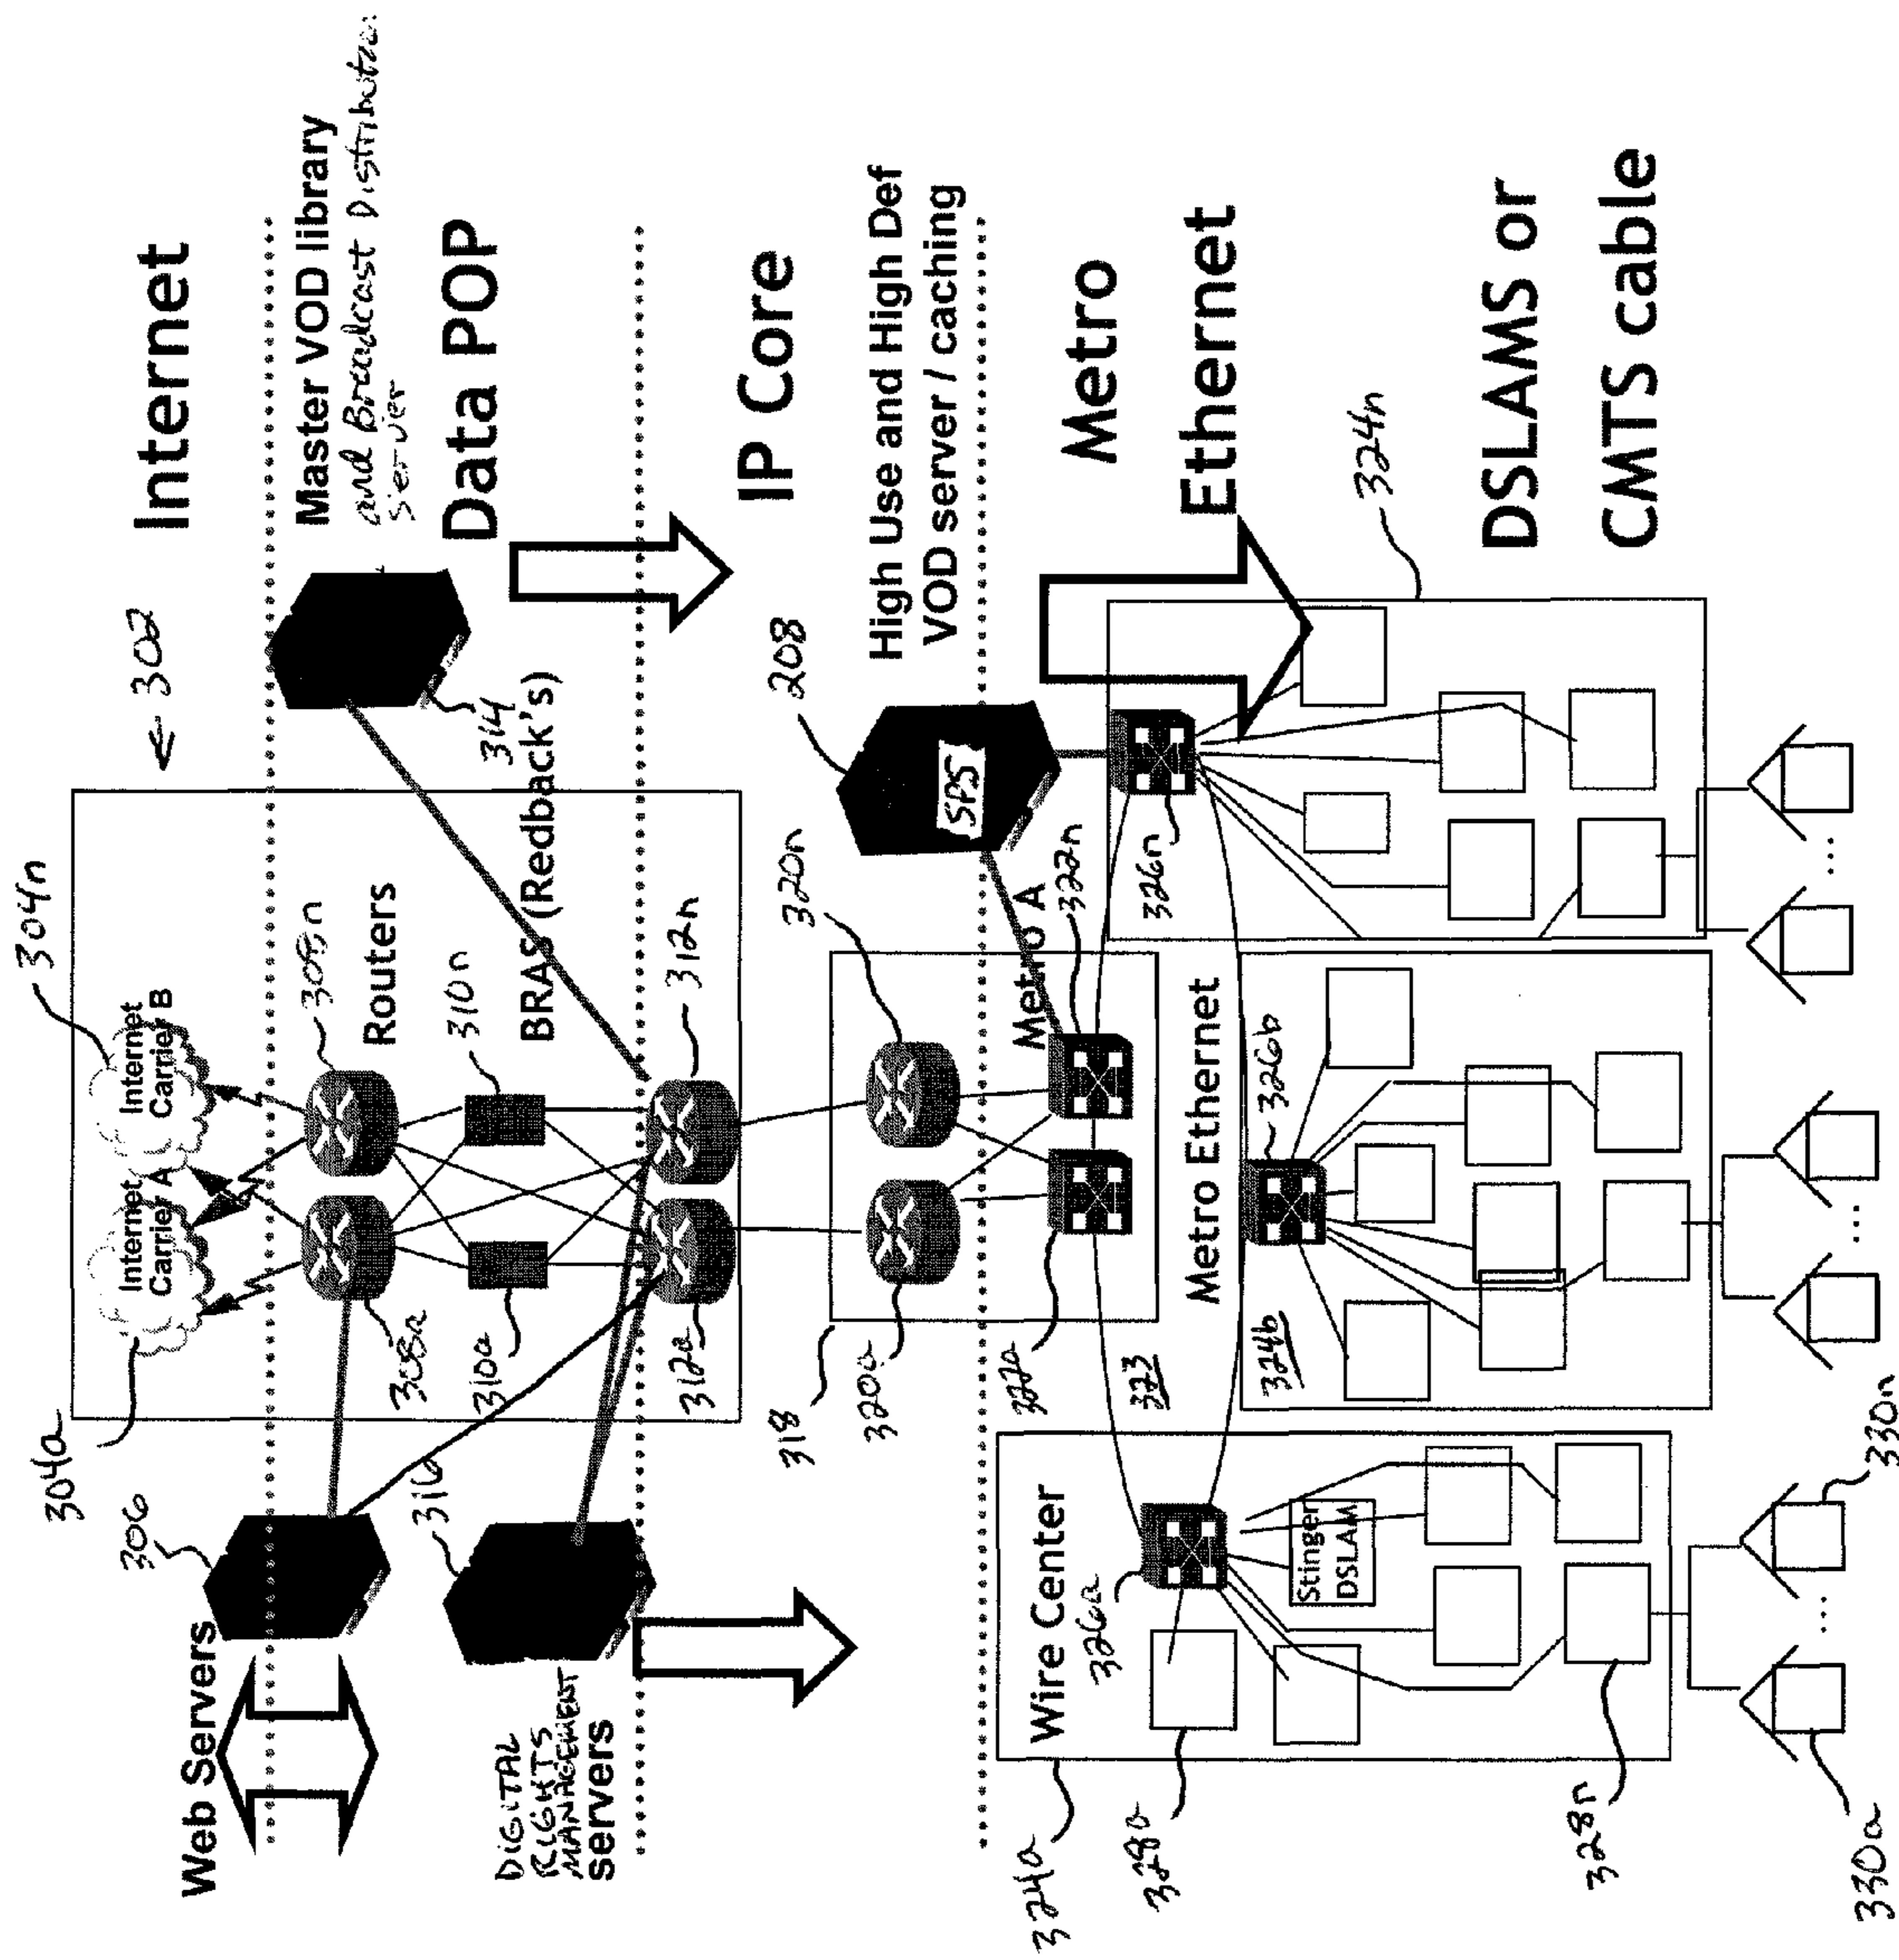 Internet
302
304a
304n
Internet
Carrier A
Internet
Carrier B
Web Servers
306
308a
308n
Routers
Master VOD library
and Broadcast Distribution
server
Data POP
310a
310n
BRAS (Redback's)
314
DIGITAL
RIGHTS
MANAGEMENT
servers
316
312a
312n
IP Core
318
320a
320n
208
SPS
High Use and High Def
VOD server / caching
Metro A
322a
322n
Metro
Ethernet
Metro Ethernet
323
324a
Wire Center
326a
328a
Stinger
DSLAM
328n
324b
326b
326n
324n
DSLAMS or
CMTS cable
...
...
...
330a
330n